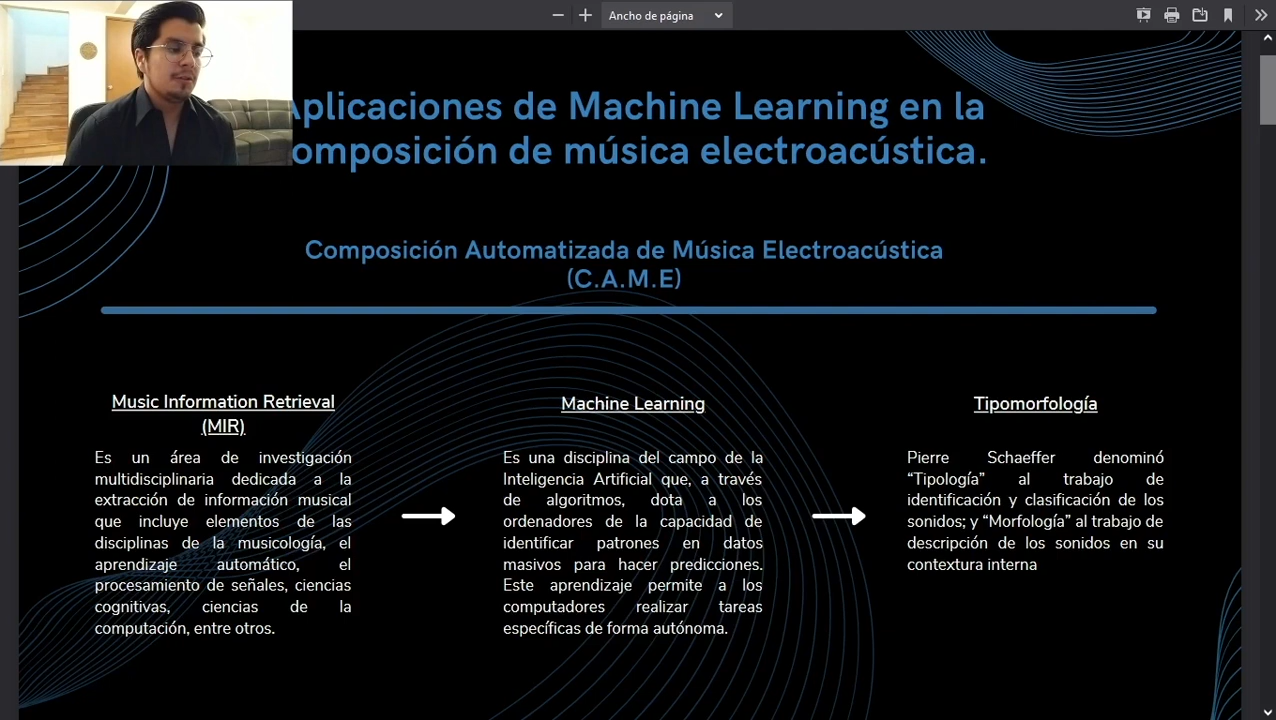 Ancho de página
plicaciones de Machine Learning en la
omposición de música electroacústica.
Composición Automatizada de Música Electroacústica
(C.A.M.E)
Music Information Retrieval
(MIR)
Es un área de investigación
multidisciplinaria dedicada a la
extracción de información musical
que incluye elementos de las
disciplinas de la musicología, el
aprendizaje automático, el
procesamiento de señales, ciencias
cognitivas, ciencias de la
computación, entre otros.
Machine Learning
Es una disciplina del campo de la
Inteligencia Artificial que, a través
de algoritmos, dota a los
ordenadores de la capacidad de
identificar patrones en datos
masivos para hacer predicciones.
Este aprendizaje permite a los
computadores realizar tareas
específicas de forma autónoma.
Tipomorfología
Pierre Schaeffer denominó
“Tipología” al trabajo de
identificación y clasificación de los
sonidos; y “Morfología” al trabajo de
descripción de los sonidos en su
contextura interna